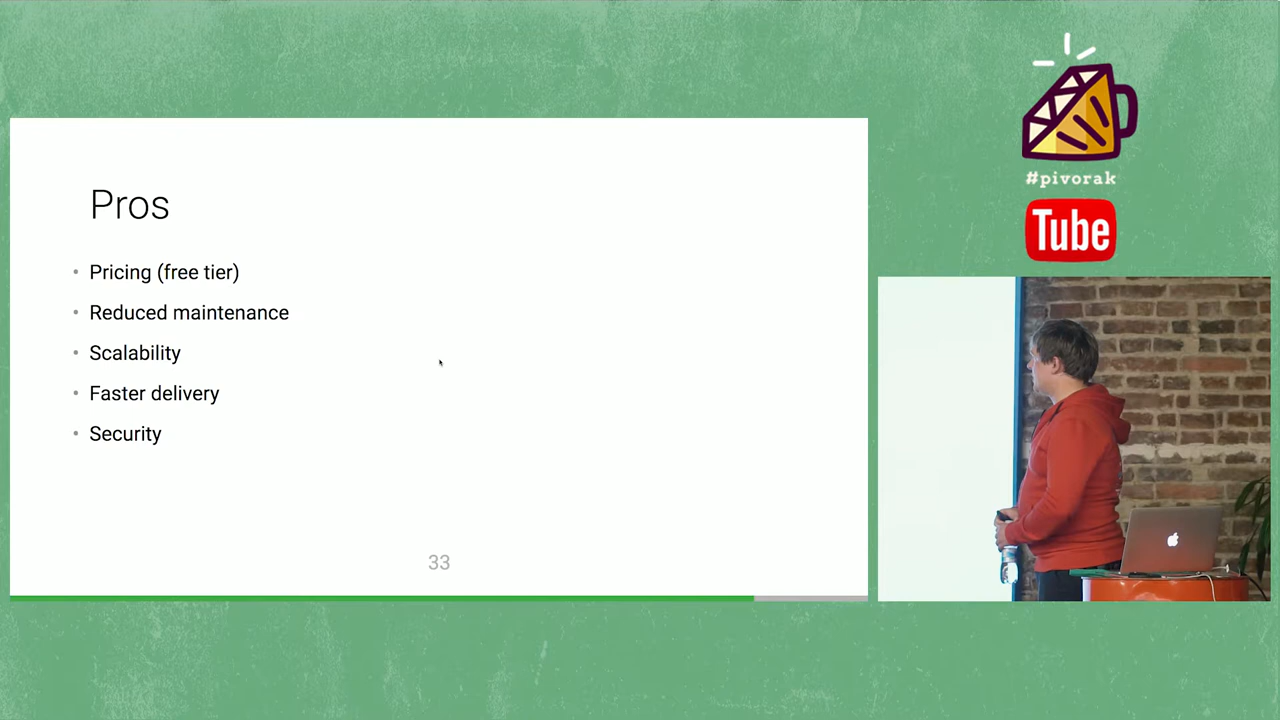 Pros
• Pricing (free tier)
• Reduced maintenance
• Scalability
• Faster delivery
• Security
33
#pivorak
Tube